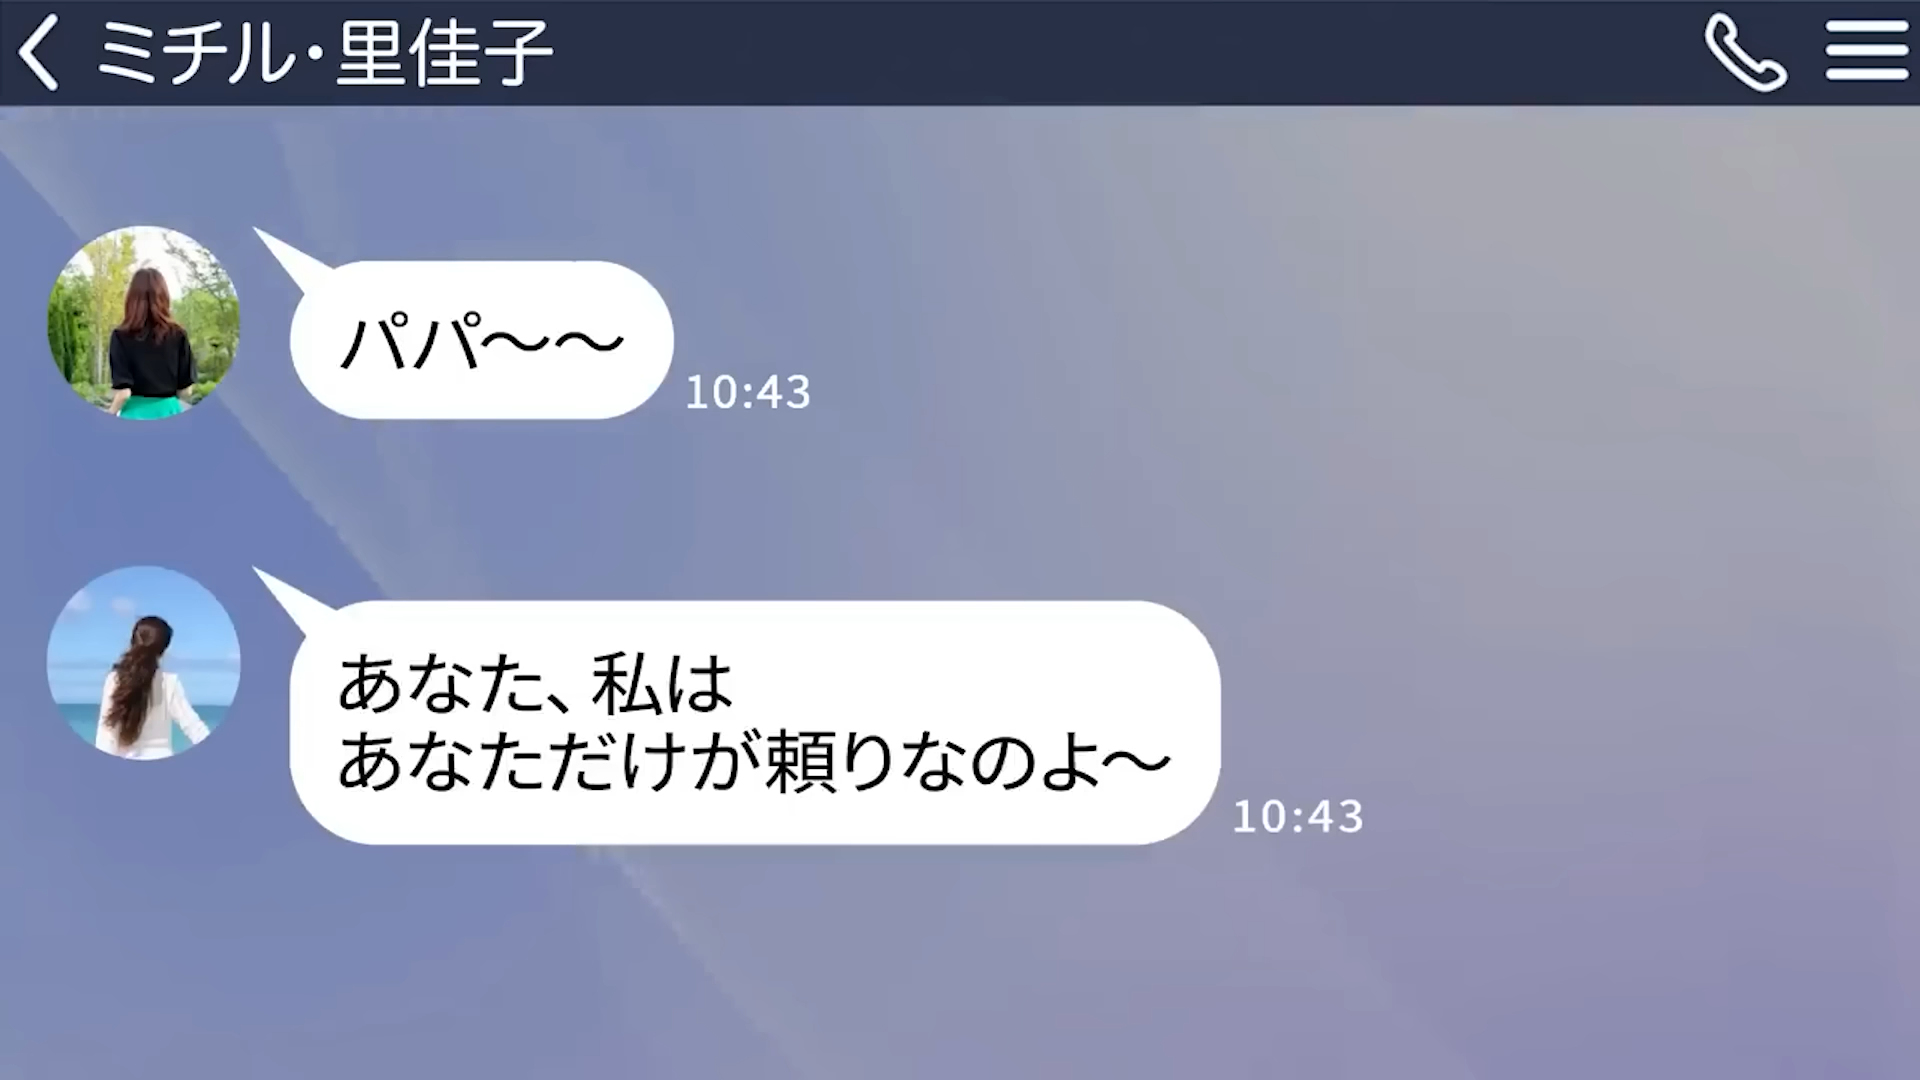 ミチル・里佳子
パパ〜〜
10:43
あなた、私は
あなただけが頼りなのよ〜
10:43